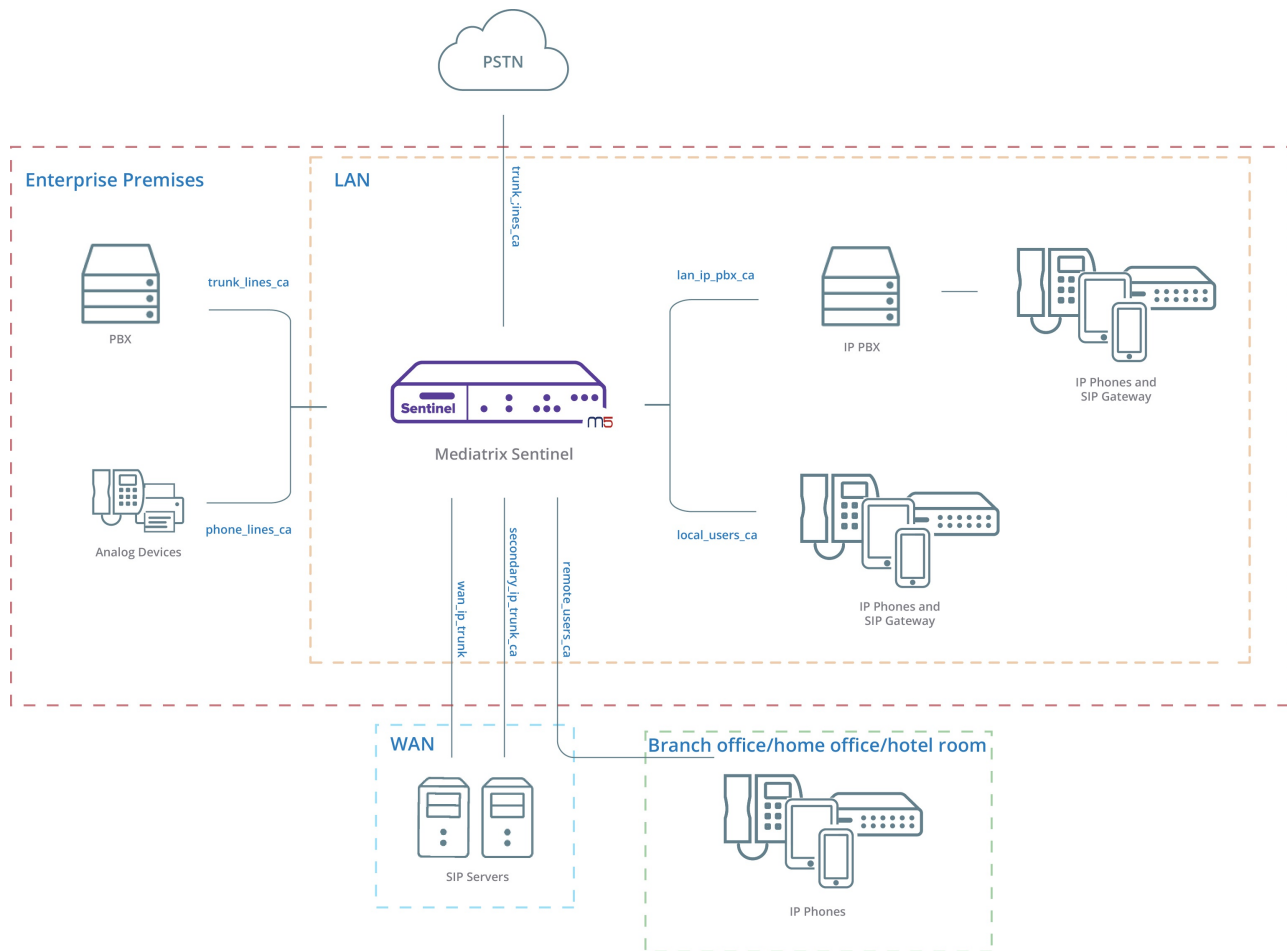 PSTN
Enterprise Premises
LAN
trunk_;ines_ca
trunk_lines_ca
lan_ip_pbx_ca
PBX
IP PBX
IP Phones and
SIP Gateway
Sentinel
m5
Mediatrix Sentinel
phone_lines_ca
Analog Devices
local_users_ca
IP Phones and
SIP Gateway
wan_ip_trunk
secondary_ip_trunk_ca
remote_users_ca
WAN
Branch office/home office/hotel room
SIP Servers
IP Phones